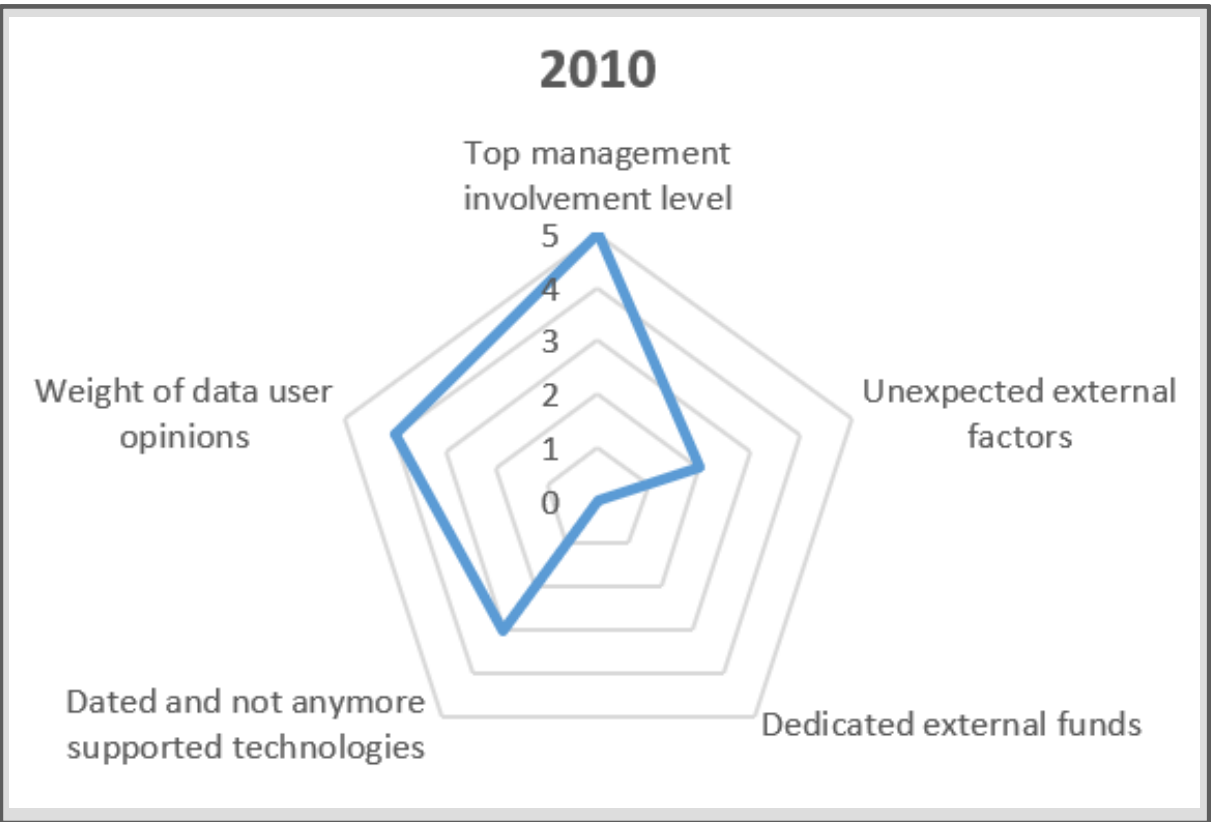 2010
Top management
involvement level
5
4
3
2
1
0
Weight of data user
opinions
Unexpected external
factors
Dated and not anymore
supported technologies
Dedicated external funds